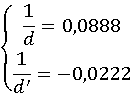 1/d = 0,0888
1/d' = −0,0222